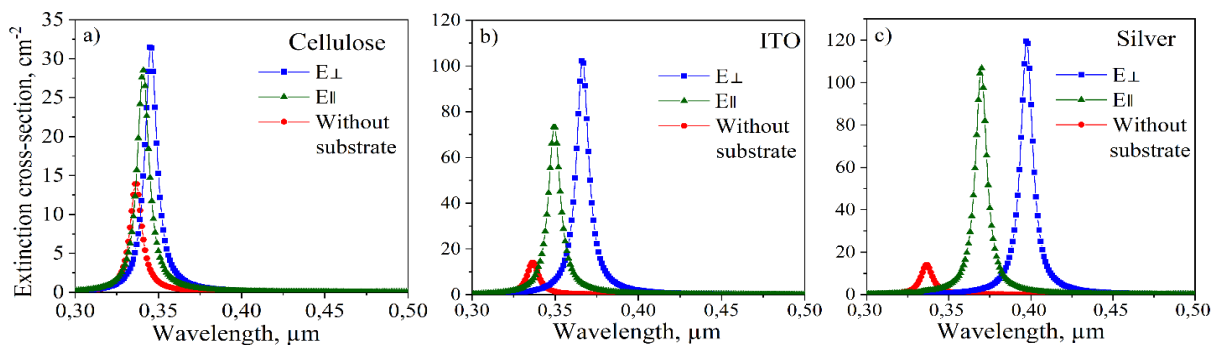 a)
Cellulose
E⊥
E∥
Without
substrate
Extinction cross-section, cm⁻²
35
30
25
20
15
10
5
0
0,30
0,35
0,40
0,45
0,50
Wavelength, µm
b)
ITO
E⊥
E∥
Without
substrate
120
100
80
60
40
20
0
0,30
0,35
0,40
0,45
0,50
Wavelength, µm
c)
Silver
E⊥
E∥
Without
substrate
120
100
80
60
40
20
0
0,30
0,35
0,40
0,45
0,50
Wavelength, µm